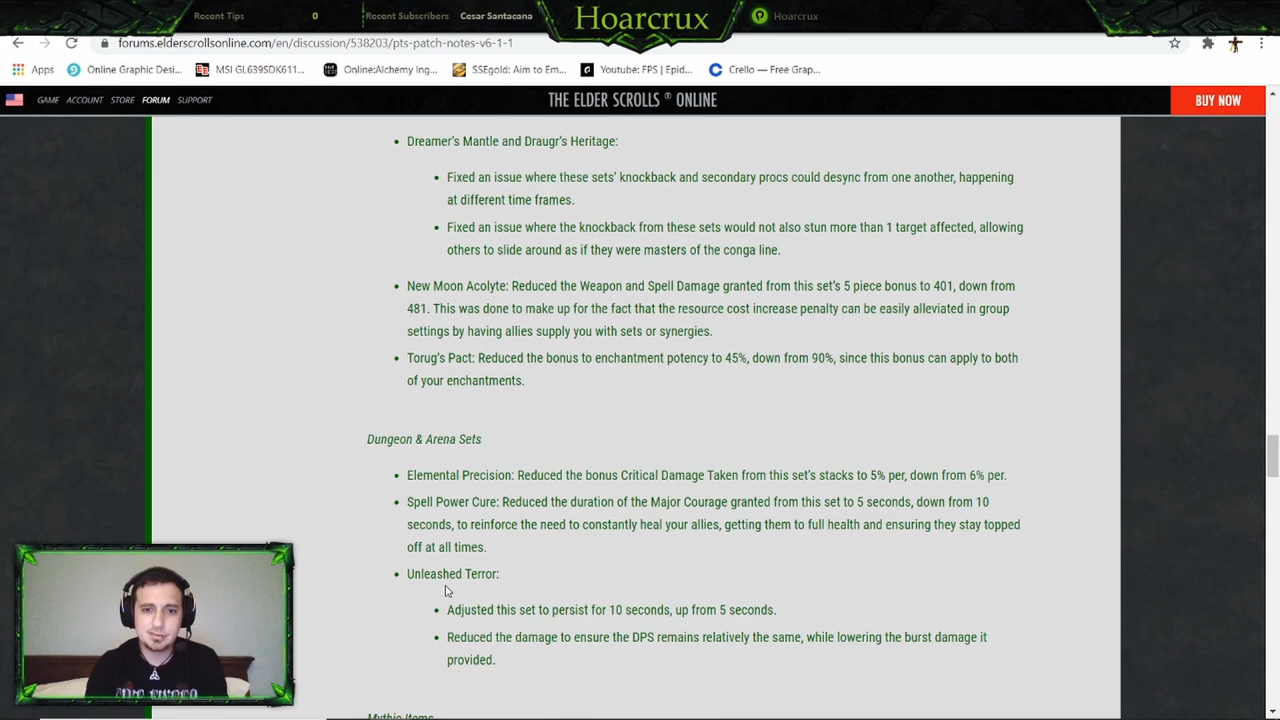 Recent Tips 0 Recent Subscribers Cesar Santacana Hoarcrux Hoarcrux
forums.elderscrollsonline.com/en/discussion/538203/pts-patch-notes-v6-1-1
Apps Online Graphic Desi... MSI GL639SDK611... Online:Alchemy Ing... SSEgold: Aim to Em... Youtube: FPS | Epid... Crello — Free Grap...
GAME ACCOUNT STORE FORUM SUPPORT THE ELDER SCROLLS ® ONLINE BUY NOW
• Dreamer's Mantle and Draugr's Heritage:
• Fixed an issue where these sets' knockback and secondary procs could desync from one another, happening
at different time frames.
• Fixed an issue where the knockback from these sets would not also stun more than 1 target affected, allowing
others to slide around as if they were masters of the conga line.
• New Moon Acolyte: Reduced the Weapon and Spell Damage granted from this set's 5 piece bonus to 401, down from
481. This was done to make up for the fact that the resource cost increase penalty can be easily alleviated in group
settings by having allies supply you with sets or synergies.
• Torug's Pact: Reduced the bonus to enchantment potency to 45%, down from 90%, since this bonus can apply to both
of your enchantments.
Dungeon & Arena Sets
• Elemental Precision: Reduced the bonus Critical Damage Taken from this set's stacks to 5% per, down from 6% per.
• Spell Power Cure: Reduced the duration of the Major Courage granted from this set to 5 seconds, down from 10
seconds, to reinforce the need to constantly heal your allies, getting them to full health and ensuring they stay topped
off at all times.
• Unleashed Terror:
• Adjusted this set to persist for 10 seconds, up from 5 seconds.
• Reduced the damage to ensure the DPS remains relatively the same, while lowering the burst damage it
provided.
Mythic Items